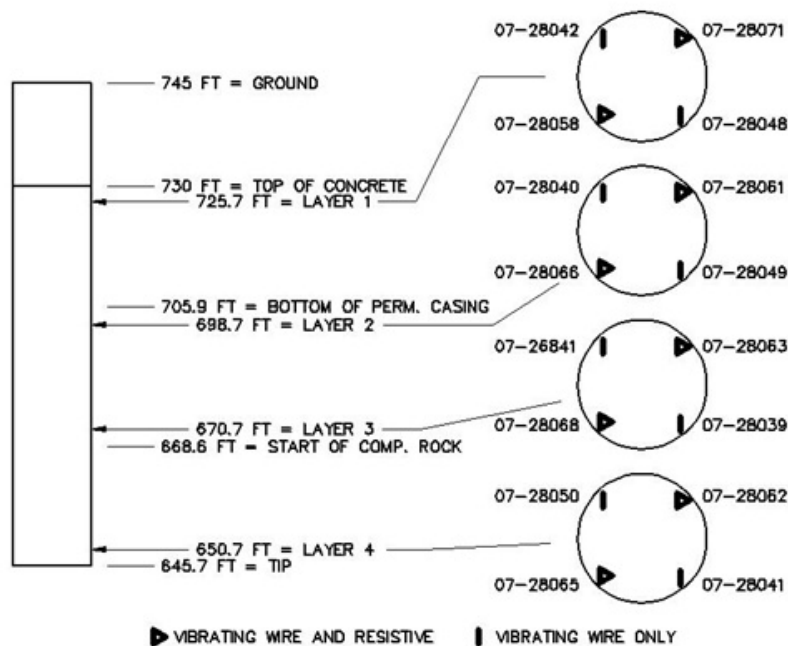 745 FT = GROUND
730 FT = TOP OF CONCRETE
725.7 FT = LAYER 1
705.9 FT = BOTTOM OF PERM. CASING
698.7 FT = LAYER 2
670.7 FT = LAYER 3
668.6 FT = START OF COMP. ROCK
650.7 FT = LAYER 4
645.7 FT = TIP
07-28042 07-28071
07-28058 07-28048
07-28040 07-28061
07-28066 07-28049
07-26841 07-28063
07-28068 07-28039
07-28050 07-28062
07-28065 07-28041
VIBRATING WIRE AND RESISTIVE VIBRATING WIRE ONLY